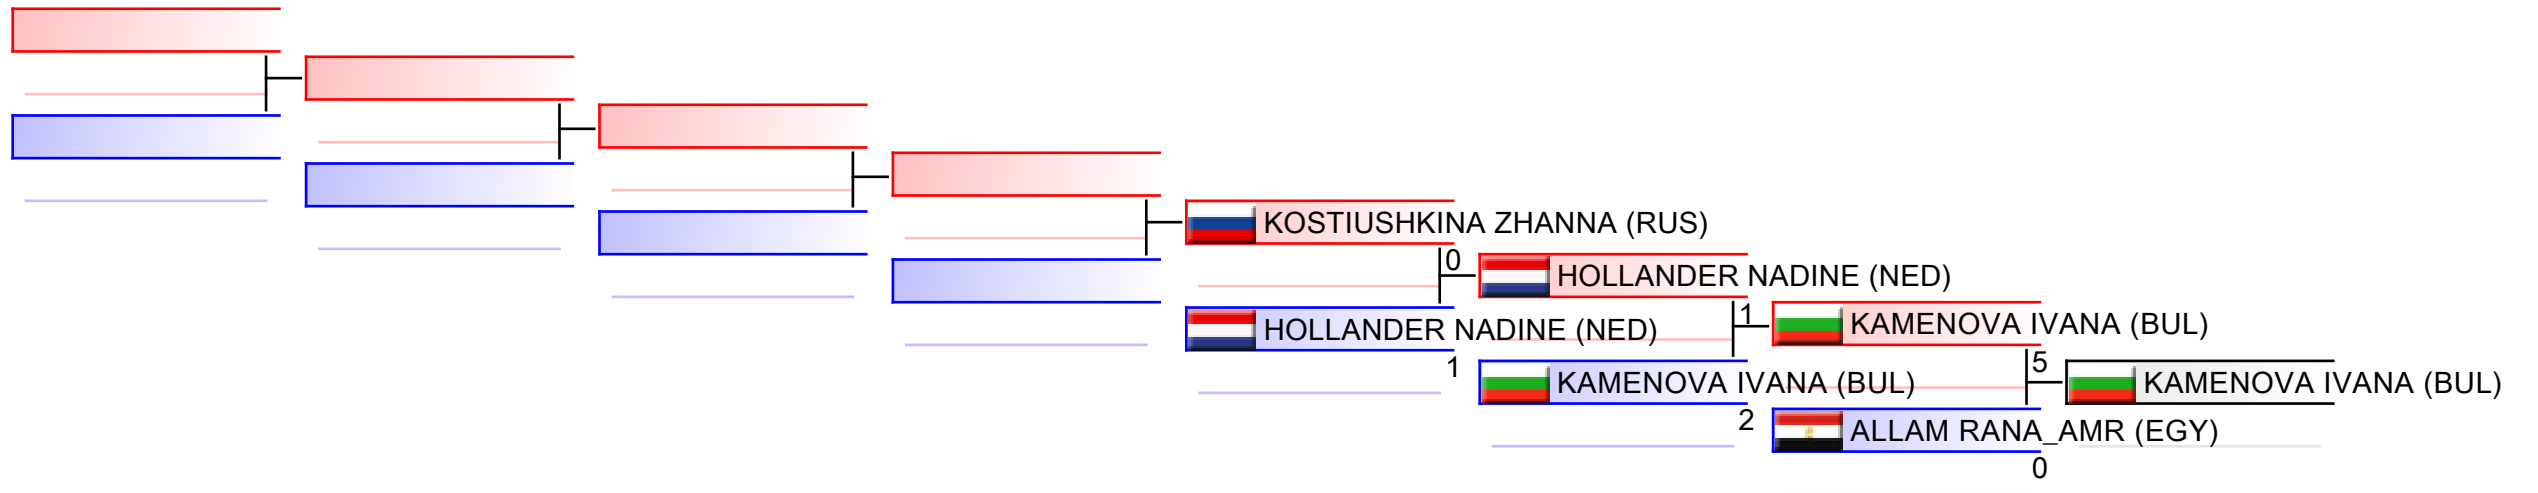 KOSTIUSHKINA ZHANNA (RUS)
0
HOLLANDER NADINE (NED)
HOLLANDER NADINE (NED)
1
1
KAMENOVA IVANA (BUL)
KAMENOVA IVANA (BUL)
2
5
KAMENOVA IVANA (BUL)
ALLAM RANA_AMR (EGY)
0